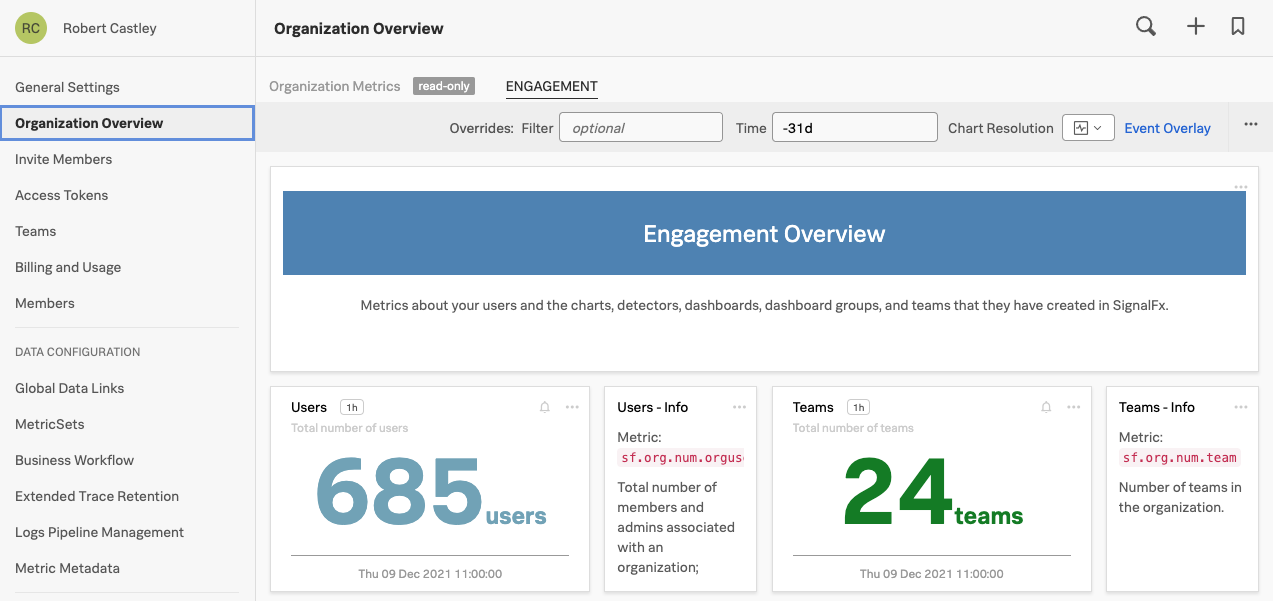 RC Robert Castley
Organization Overview
General Settings
Organization Overview
Invite Members
Access Tokens
Teams
Billing and Usage
Members
DATA CONFIGURATION
Global Data Links
MetricSets
Business Workflow
Extended Trace Retention
Logs Pipeline Management
Metric Metadata
Organization Metrics read-only ENGAGEMENT
Overrides: Filter optional Time -31d Chart Resolution Event Overlay
Engagement Overview
Metrics about your users and the charts, detectors, dashboards, dashboard groups, and teams that they have created in SignalFx.
Users 1h
Total number of users
685 users
Thu 09 Dec 2021 11:00:00
Users - Info
Metric:
sf.org.num.orguse
Total number of
members and
admins associated
with an
organization;
Teams 1h
Total number of teams
24 teams
Thu 09 Dec 2021 11:00:00
Teams - Info
Metric:
sf.org.num.team
Number of teams in
the organization.